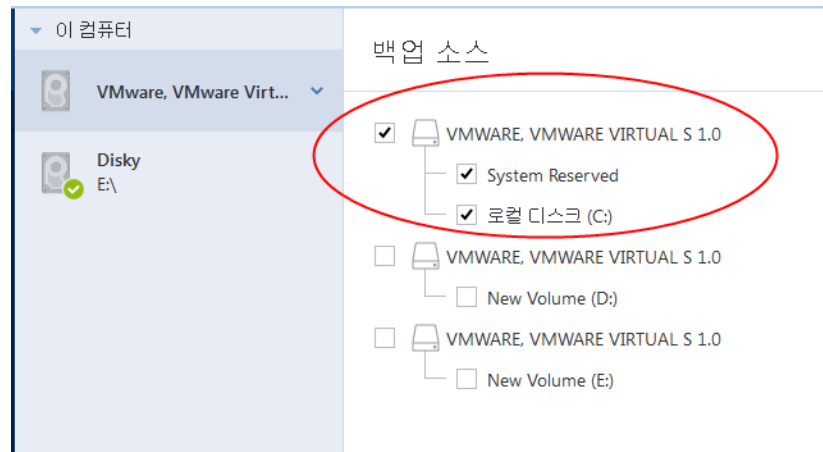 이 컴퓨터
VMware, VMware Virt...
Disky
E:\
백업 소스
VMWARE, VMWARE VIRTUAL S 1.0
System Reserved
로컬 디스크 (C:)
VMWARE, VMWARE VIRTUAL S 1.0
New Volume (D:)
VMWARE, VMWARE VIRTUAL S 1.0
New Volume (E:)